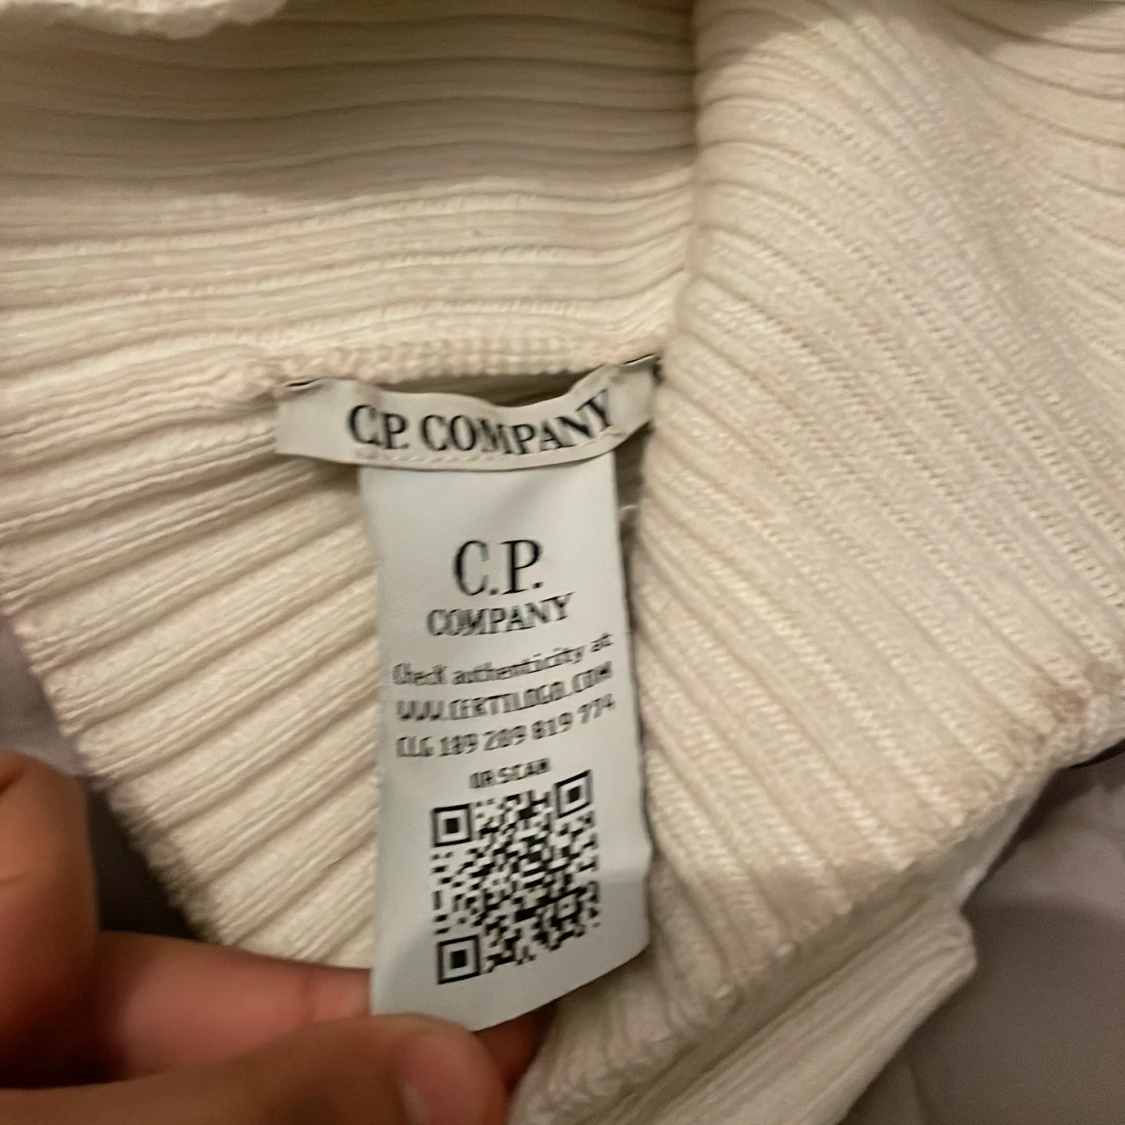 C.P. COMPANY
C.P.
COMPANY
Check authenticity at
WWW.CERTILOGO.COM
CLG 189 209 819 774
OR SCAN